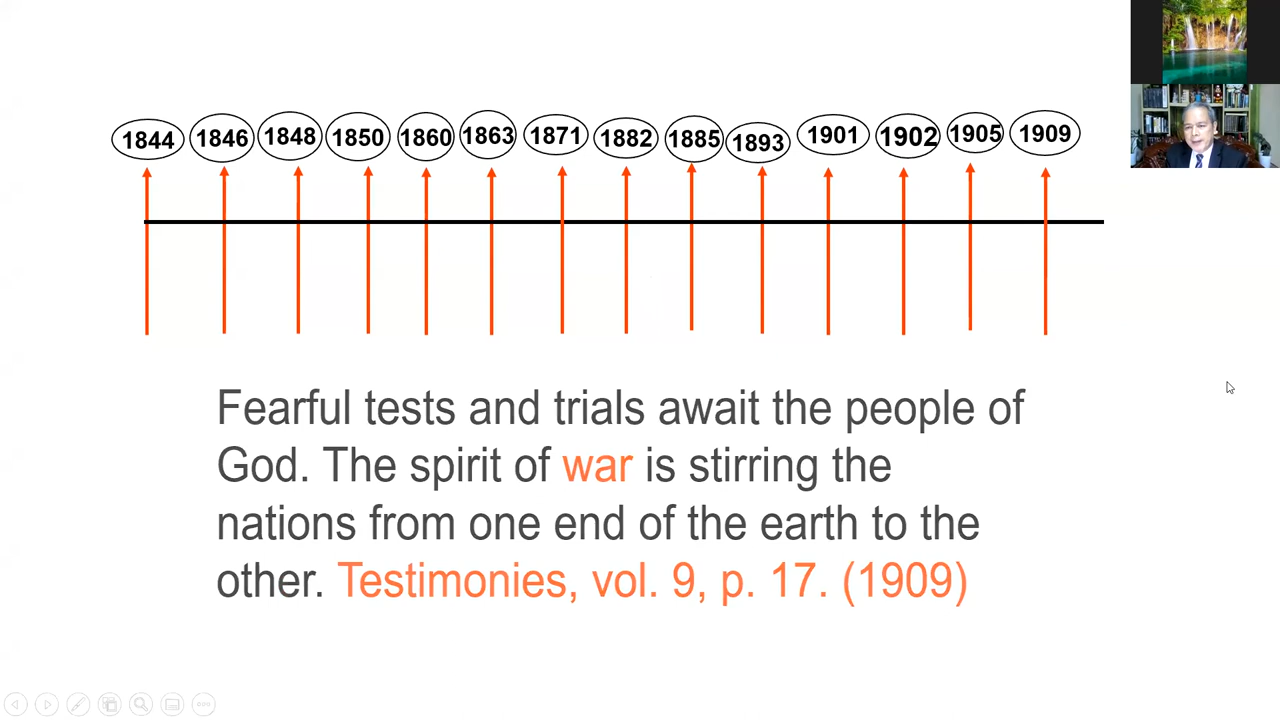 1844 1846 1848 1850 1860 1863 1871 1882 1885 1893 1901 1902 1905 1909
Fearful tests and trials await the people of
God. The spirit of war is stirring the
nations from one end of the earth to the
other. Testimonies, vol. 9, p. 17. (1909)